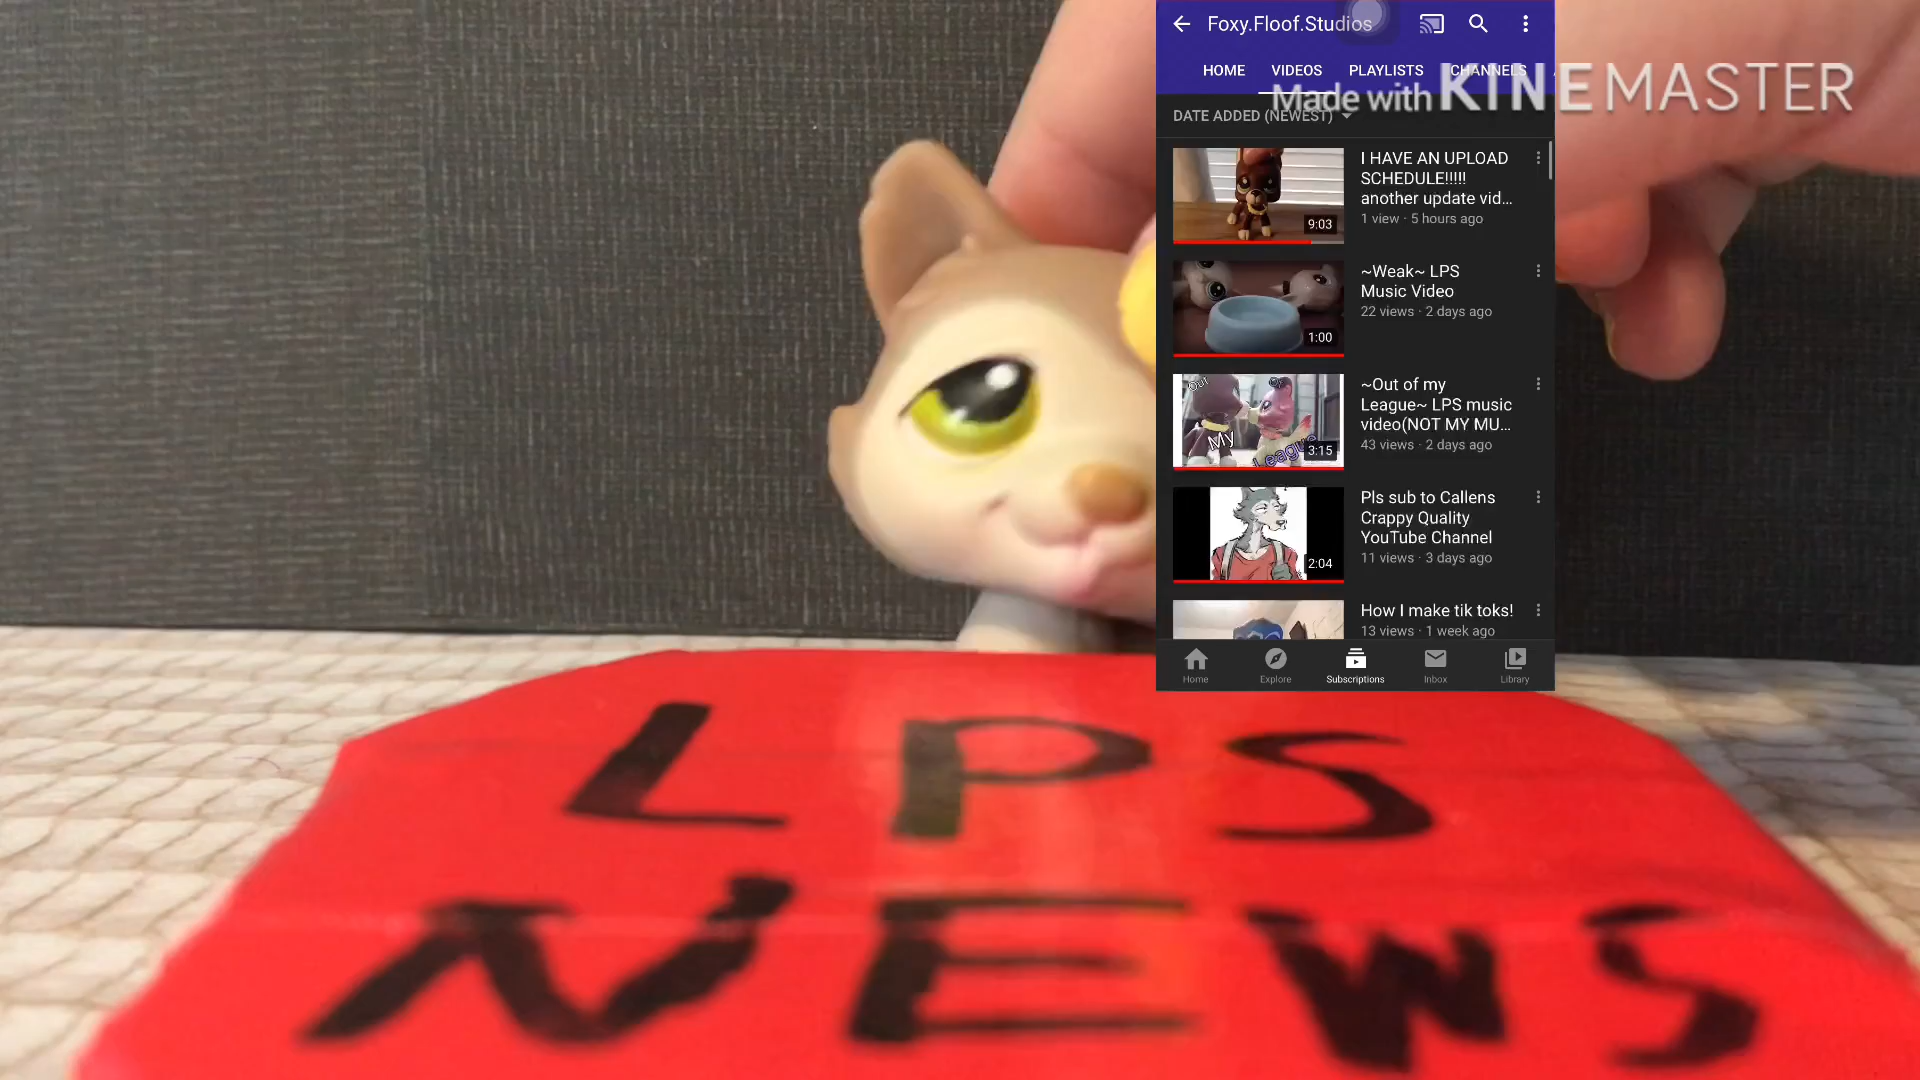 Foxy.Floof.Studios
HOME VIDEOS PLAYLISTS CHANNELS
Made with KINEMASTER
DATE ADDED (NEWEST)
I HAVE AN UPLOAD
SCHEDULE!!!!!
another update vid...
1 view · 5 hours ago
9:03
~Weak~ LPS
Music Video
22 views · 2 days ago
1:00
Out Of
My
League
3:15
~Out of my
League~ LPS music
video(NOT MY MU...
43 views · 2 days ago
Pls sub to Callens
Crappy Quality
YouTube Channel
11 views · 3 days ago
2:04
How I make tik toks!
13 views · 1 week ago
Home Explore Subscriptions Inbox Library
LPS
NEWS